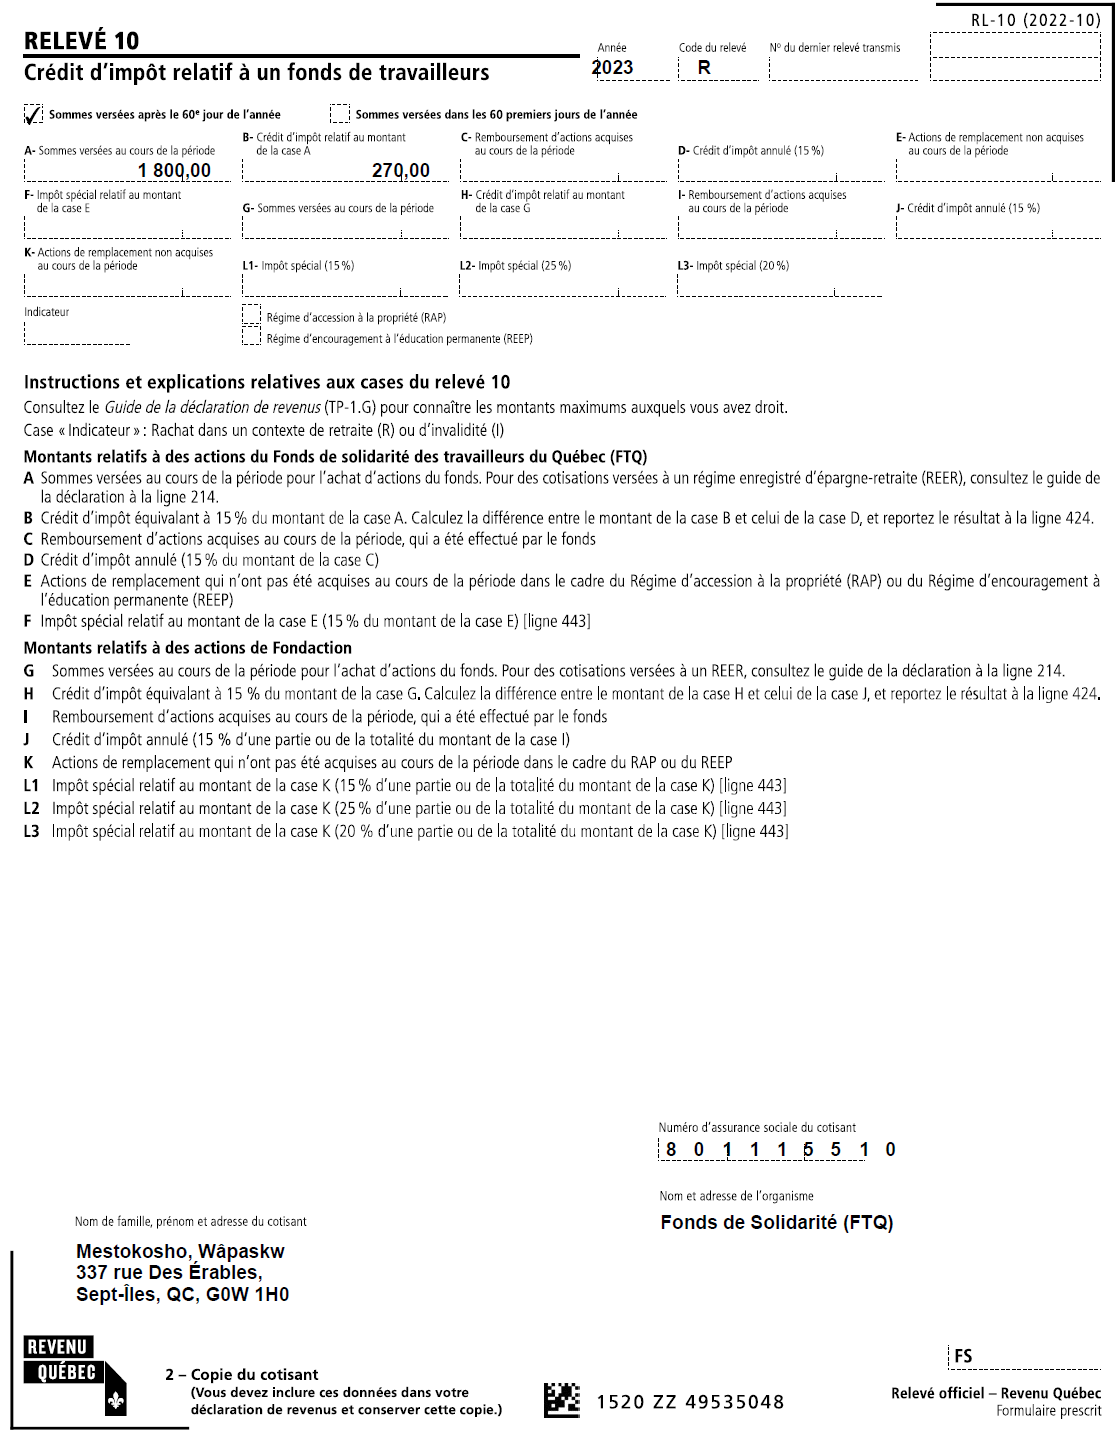 RL-10 (2022-10)
RELEVÉ 10
Crédit d'impôt relatif à un fonds de travailleurs
Année
2023
Code du relevé
R
Nº du dernier relevé transmis
✓ Sommes versées après le 60e jour de l'année
Sommes versées dans les 60 premiers jours de l'année
A- Sommes versées au cours de la période
1 800,00
B- Crédit d'impôt relatif au montant
de la case A
270,00
C- Remboursement d'actions acquises
au cours de la période
D- Crédit d'impôt annulé (15 %)
E- Actions de remplacement non acquises
au cours de la période
F- Impôt spécial relatif au montant
de la case E
G- Sommes versées au cours de la période
H- Crédit d'impôt relatif au montant
de la case G
I- Remboursement d'actions acquises
au cours de la période
J- Crédit d'impôt annulé (15 %)
K- Actions de remplacement non acquises
au cours de la période
L1- Impôt spécial (15 %)
L2- Impôt spécial (25 %)
L3- Impôt spécial (20 %)
Indicateur
Régime d'accession à la propriété (RAP)
Régime d'encouragement à l'éducation permanente (REEP)
Instructions et explications relatives aux cases du relevé 10
Consultez le Guide de la déclaration de revenus (TP-1.G) pour connaître les montants maximums auxquels vous avez droit.
Case « Indicateur » : Rachat dans un contexte de retraite (R) ou d'invalidité (I)
Montants relatifs à des actions du Fonds de solidarité des travailleurs du Québec (FTQ)
A Sommes versées au cours de la période pour l'achat d'actions du fonds. Pour des cotisations versées à un régime enregistré d'épargne-retraite (REER), consultez le guide de
la déclaration à la ligne 214.
B Crédit d'impôt équivalant à 15 % du montant de la case A. Calculez la différence entre le montant de la case B et celui de la case D, et reportez le résultat à la ligne 424.
C Remboursement d'actions acquises au cours de la période, qui a été effectué par le fonds
D Crédit d'impôt annulé (15 % du montant de la case C)
E Actions de remplacement qui n'ont pas été acquises au cours de la période dans le cadre du Régime d'accession à la propriété (RAP) ou du Régime d'encouragement à
l'éducation permanente (REEP)
F Impôt spécial relatif au montant de la case E (15 % du montant de la case E) [ligne 443]
Montants relatifs à des actions de Fondaction
G Sommes versées au cours de la période pour l'achat d'actions du fonds. Pour des cotisations versées à un REER, consultez le guide de la déclaration à la ligne 214.
H Crédit d'impôt équivalant à 15 % du montant de la case G. Calculez la différence entre le montant de la case H et celui de la case J, et reportez le résultat à la ligne 424.
I Remboursement d'actions acquises au cours de la période, qui a été effectué par le fonds
J Crédit d'impôt annulé (15 % d'une partie ou de la totalité du montant de la case I)
K Actions de remplacement qui n'ont pas été acquises au cours de la période dans le cadre du RAP ou du REEP
L1 Impôt spécial relatif au montant de la case K (15 % d'une partie ou de la totalité du montant de la case K) [ligne 443]
L2 Impôt spécial relatif au montant de la case K (25 % d'une partie ou de la totalité du montant de la case K) [ligne 443]
L3 Impôt spécial relatif au montant de la case K (20 % d'une partie ou de la totalité du montant de la case K) [ligne 443]
Numéro d'assurance sociale du cotisant
8 0 1 1 1 5 5 1 0
Nom et adresse de l'organisme
Fonds de Solidarité (FTQ)
Nom de famille, prénom et adresse du cotisant
Mestokosho, Wâpaskw
337 rue Des Érables,
Sept-Îles, QC, G0W 1H0
REVENU
QUÉBEC
2 – Copie du cotisant
(Vous devez inclure ces données dans votre
déclaration de revenus et conserver cette copie.)
1520 ZZ 49535048
FS
Relevé officiel – Revenu Québec
Formulaire prescrit